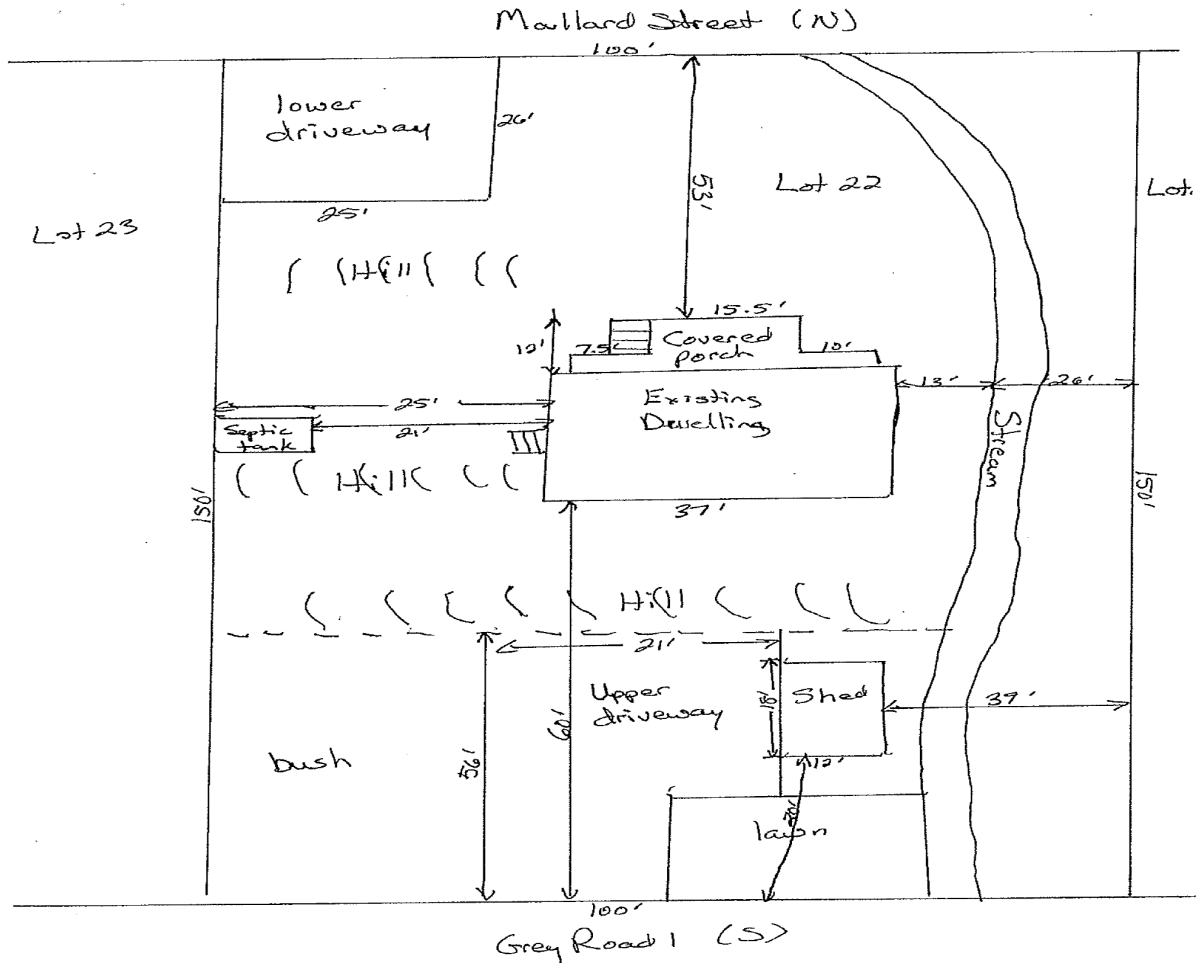 Mallard Street (N)
100'
lower
driveway
26'
25'
53'
Lot 22
Lot.
Lot 23
Hill
15.5'
12'
7.5'
Covered
porch
10'
25'
Existing
Dwelling
13'
26'
Septic
tank
21'
Stream
Hill
37'
150'
150'
Hill
21'
Upper
driveway
Shed
39'
60'
12'
bush
lawn
100'
Grey Road 1 (S)